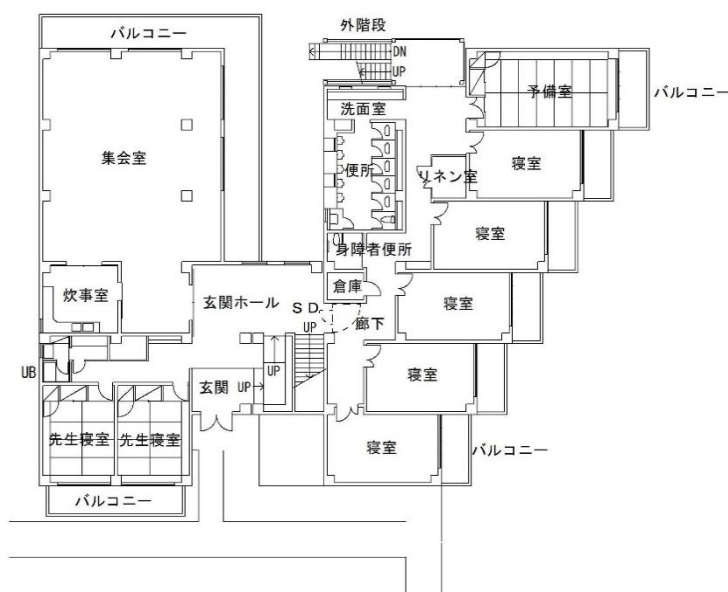 外階段
バルコニー
DN
UP
予備室
バルコニー
洗面室
集会室
便所
リネン室
寝室
寝室
身障者便所
炊事室
玄関ホール
倉庫
SD
UP
廊下
寝室
UB
UP
玄関
UP
寝室
先生寝室
先生寝室
寝室
バルコニー
バルコニー